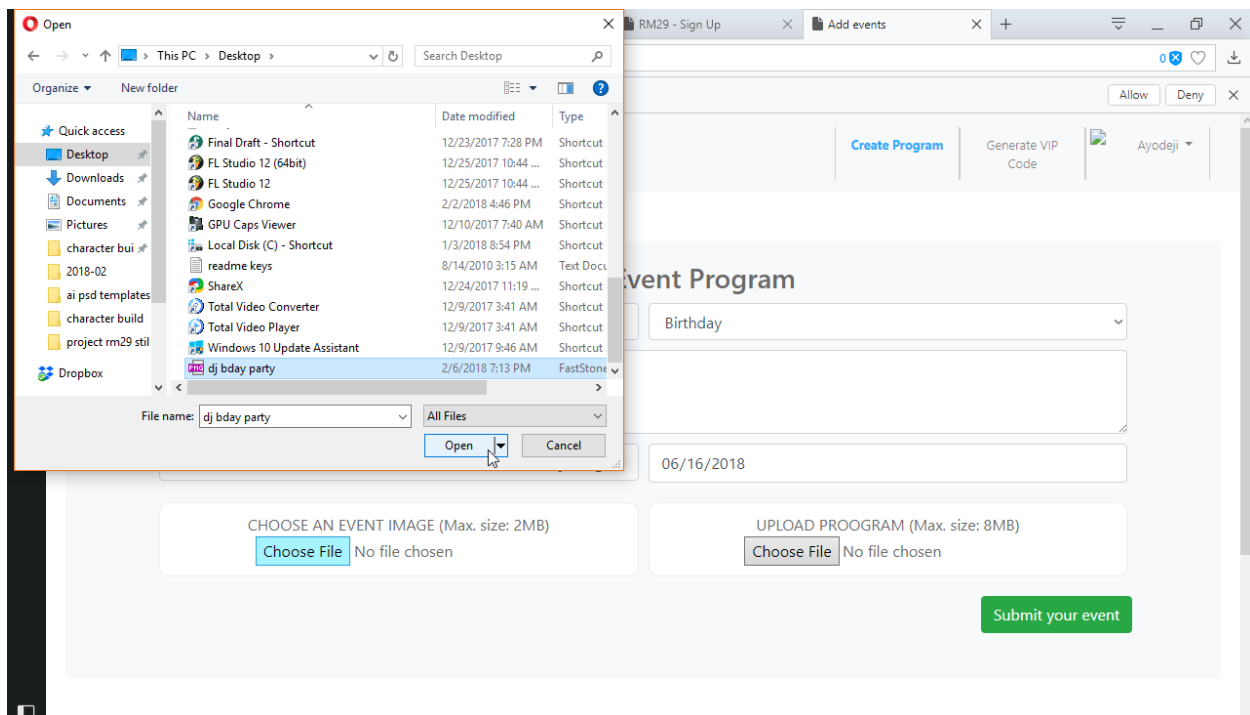 Open
RM29 - Sign Up
Add events
This PC > Desktop >
Search Desktop
0
Organize
New folder
?
Allow
Deny
Quick access
Desktop
Downloads
Documents
Pictures
character bui
2018-02
ai psd templates
character build
project rm29 stil
Dropbox
Name Date modified Type
Final Draft - Shortcut 12/23/2017 7:28 PM Shortcut
FL Studio 12 (64bit) 12/25/2017 10:44 ... Shortcut
FL Studio 12 12/25/2017 10:44 ... Shortcut
Google Chrome 2/2/2018 4:46 PM Shortcut
GPU Caps Viewer 12/10/2017 7:40 AM Shortcut
Local Disk (C) - Shortcut 1/3/2018 8:54 PM Shortcut
readme keys 8/14/2010 3:15 AM Text Docu
ShareX 12/24/2017 11:19 ... Shortcut
Total Video Converter 12/9/2017 3:41 AM Shortcut
Total Video Player 12/9/2017 3:41 AM Shortcut
Windows 10 Update Assistant 12/9/2017 9:46 AM Shortcut
PNG dj bday party 2/6/2018 7:13 PM FastStone
File name: dj bday party
All Files
Open
Cancel
Create Program
Generate VIP
Code
Ayodeji
Event Program
Birthday
06/16/2018
CHOOSE AN EVENT IMAGE (Max. size: 2MB)
Choose File No file chosen
UPLOAD PROOGRAM (Max. size: 8MB)
Choose File No file chosen
Submit your event